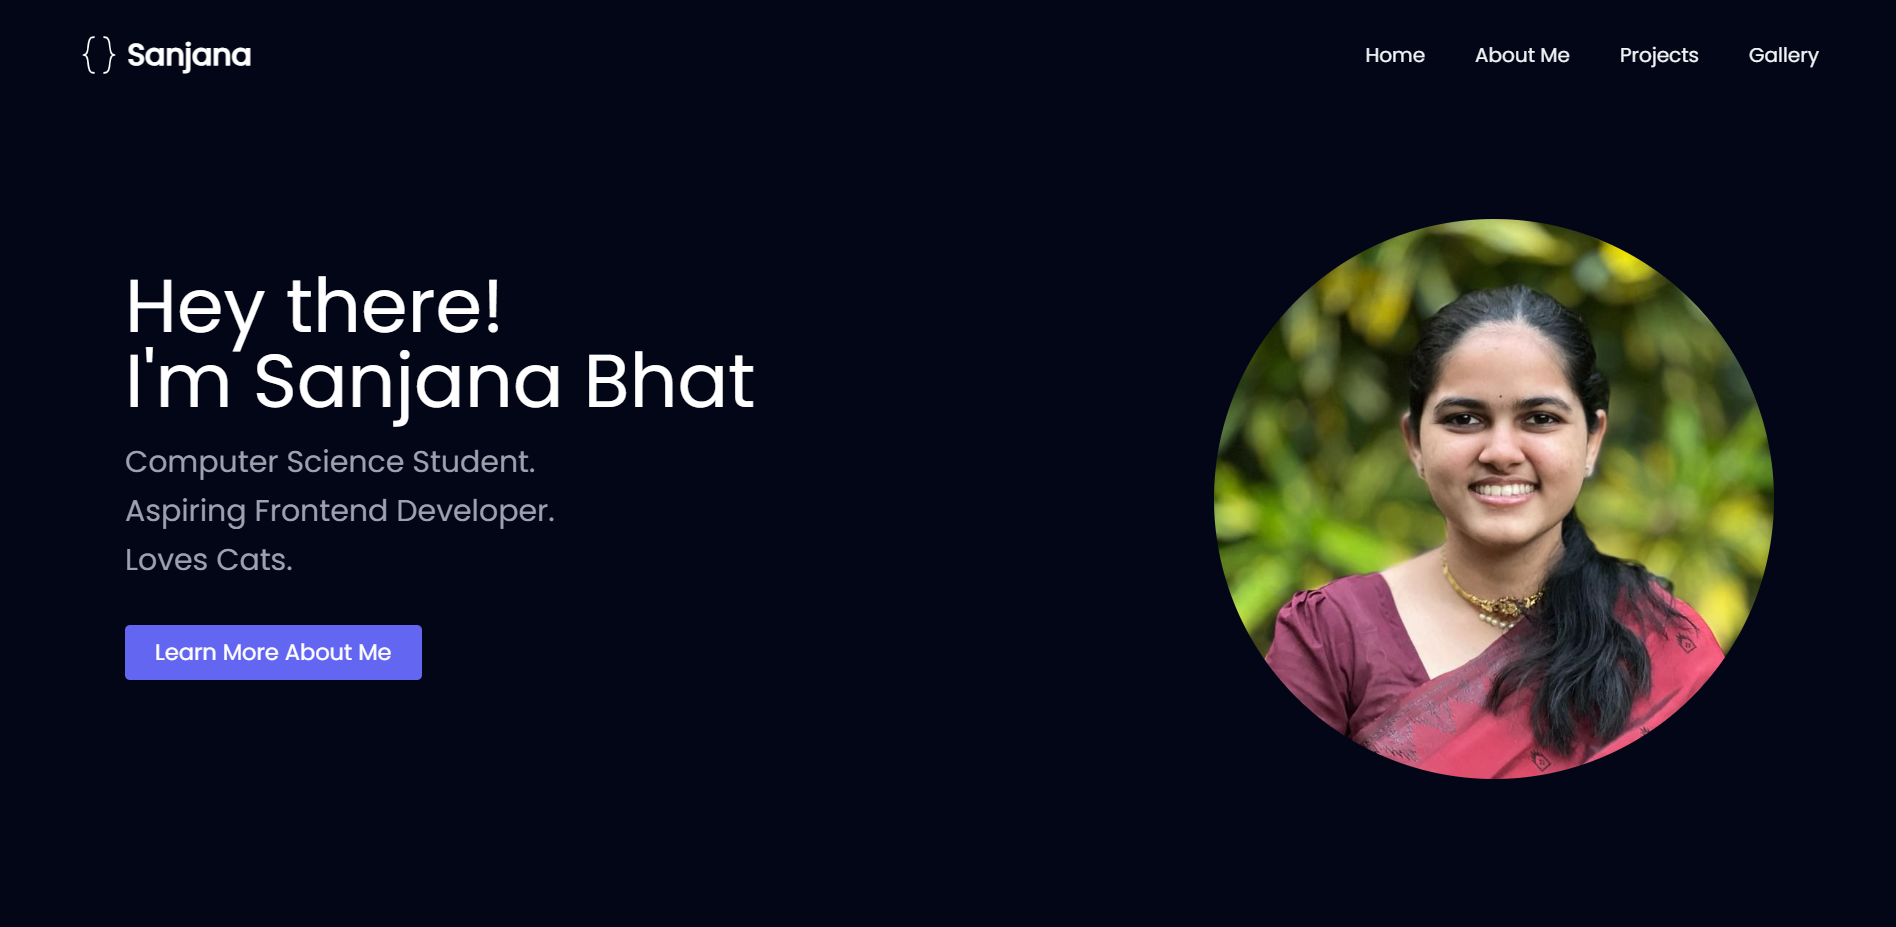 { } Sanjana
Home
About Me
Projects
Gallery
Hey there!
I'm Sanjana Bhat
Computer Science Student.
Aspiring Frontend Developer.
Loves Cats.
Learn More About Me